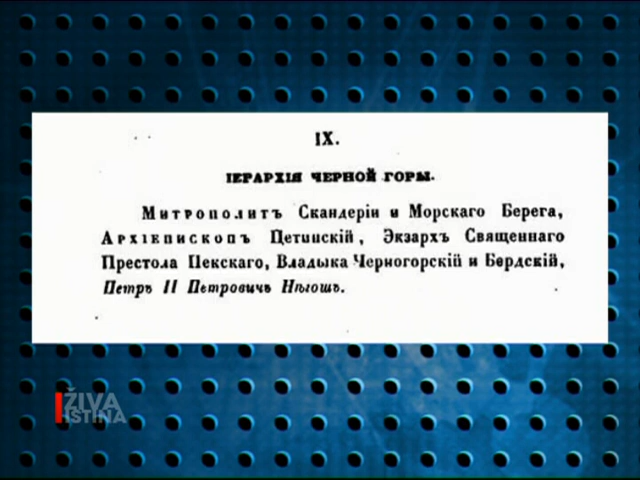 IX.
ІЕРАРХІЯ ЧЕРНОЙ ГОРЫ.
Митрополитъ Скандеріи и Морскаго Берега,
Архіепископъ Цетинскій, Экзархъ Священнаго
Престола Пекскаго, Владыка Черногорскій и Бердскій,
Петръ II Петровичъ Нѣгошъ.
ŽIVA
ISTINA